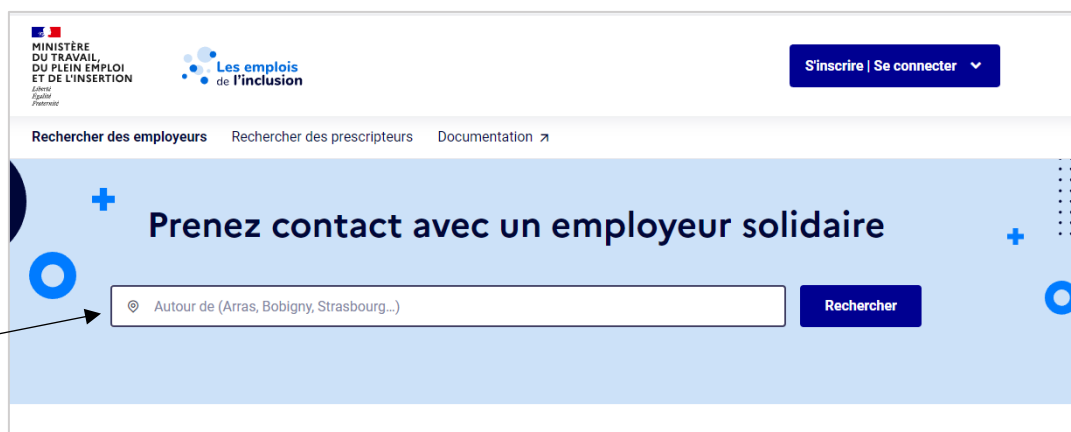 MINISTÈRE
DU TRAVAIL,
DU PLEIN EMPLOI
ET DE L'INSERTION
Liberté
Égalité
Fraternité
Les emplois
de l'inclusion
S'inscrire | Se connecter
Rechercher des employeurs Rechercher des prescripteurs Documentation
Prenez contact avec un employeur solidaire
Autour de (Arras, Bobigny, Strasbourg...)
Rechercher